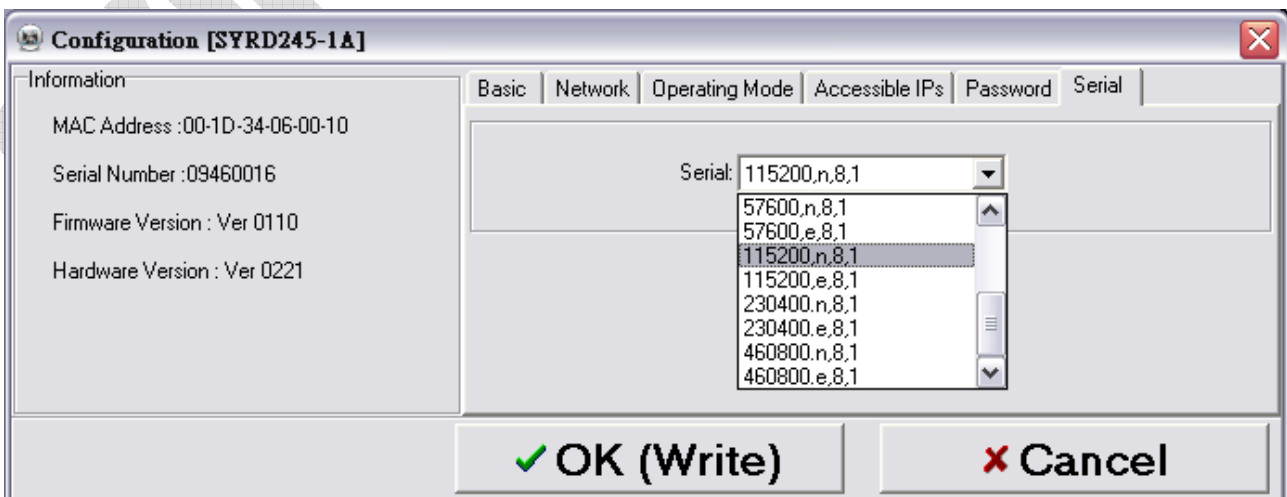 Configuration [SYRD245-1A]
Information
MAC Address :00-1D-34-06-00-10
Serial Number :09460016
Firmware Version : Ver 0110
Hardware Version : Ver 0221
Basic Network Operating Mode Accessible IPs Password Serial
Serial: 115200,n,8,1
57600,n,8,1
57600,e,8,1
115200,n,8,1
115200,e,8,1
230400.n,8,1
230400.e,8,1
460800.n,8,1
460800.e,8,1
OK (Write) Cancel